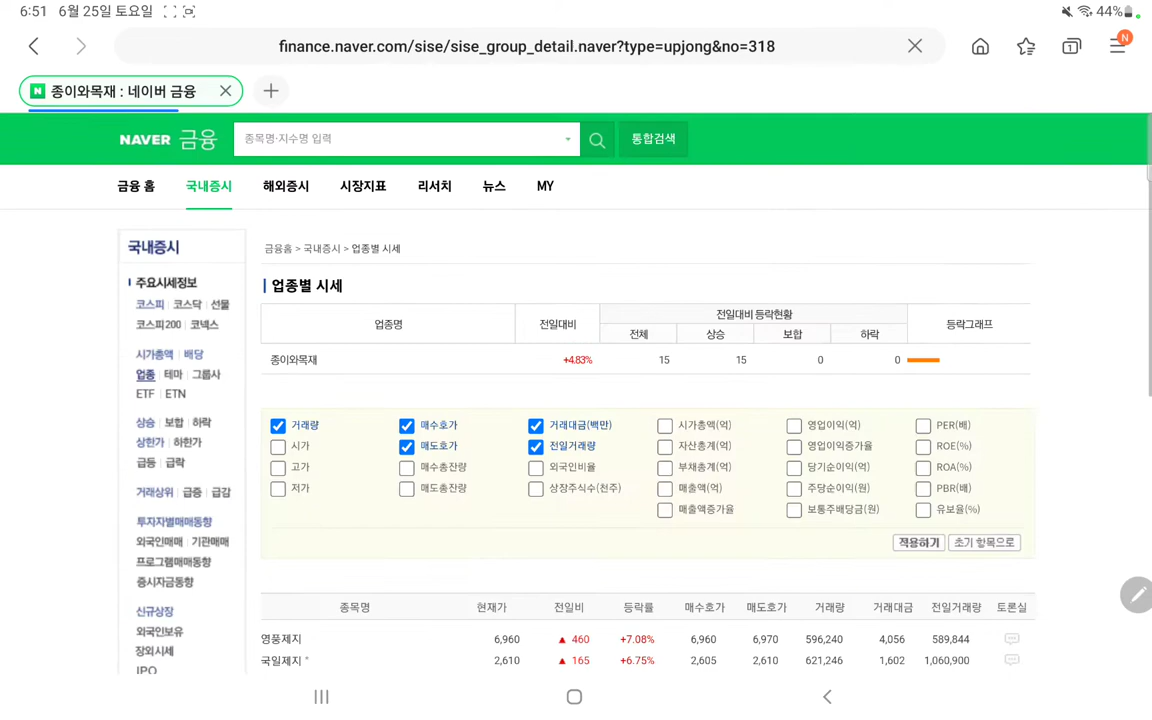 6:51 6월 25일 토요일
44%
finance.naver.com/sise/sise_group_detail.naver?type=upjong&no=318
1
N
N 종이와목재 : 네이버 금융
NAVER 금융
종목명·지수명 입력
통합검색
금융 홈 국내증시 해외증시 시장지표 리서치 뉴스 MY
국내증시
주요시세정보
코스피 코스닥 선물
코스피200 코넥스
시가총액 배당
업종 테마 그룹사
ETF ETN
상승 보합 하락
상한가 하한가
급등 급락
거래상위 급증 급감
투자자별매매동향
외국인매매 기관매매
프로그램매매동향
증시자금동향
신규상장
외국인보유
장외시세
IPO
금융홈 > 국내증시 > 업종별 시세
업종별 시세
업종명 전일대비 전일대비 등락현황 등락그래프
전체 상승 보합 하락
종이와목재 +4.83% 15 15 0 0
거래량 매수호가 거래대금(백만) 시가총액(억) 영업이익(억) PER(배)
시가 매도호가 전일거래량 자산총계(억) 영업이익증가율 ROE(%)
고가 매수총잔량 외국인비율 부채총계(억) 당기순이익(억) ROA(%)
저가 매도총잔량 상장주식수(천주) 매출액(억) 주당순이익(원) PBR(배)
매출액증가율 보통주배당금(원) 유보율(%)
적용하기 초기 항목으로
종목명 현재가 전일비 등락률 매수호가 매도호가 거래량 거래대금 전일거래량 토론실
영풍제지 6,960 ▲ 460 +7.08% 6,960 6,970 596,240 4,056 589,844
국일제지 * 2,610 ▲ 165 +6.75% 2,605 2,610 621,246 1,602 1,060,900